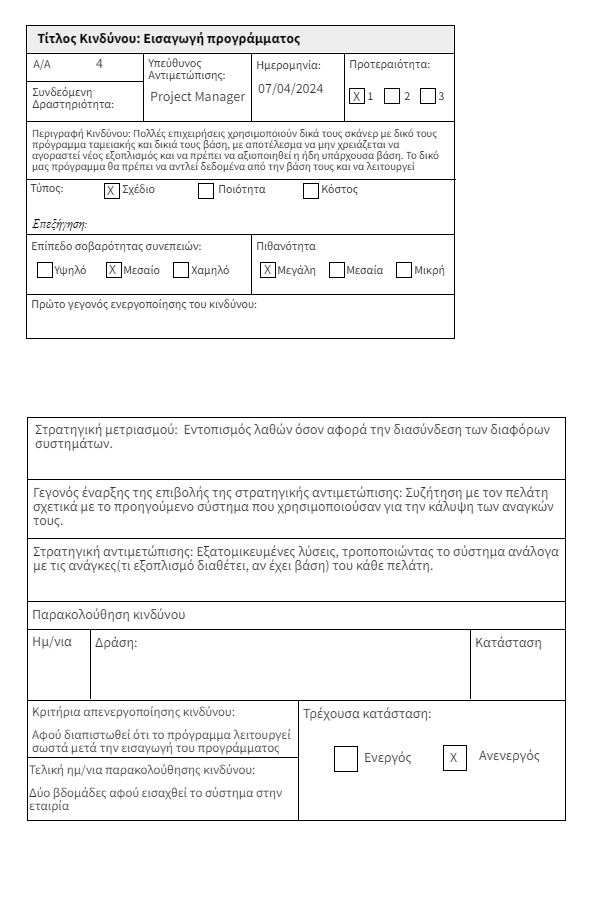 Τίτλος Κινδύνου: Εισαγωγή προγράμματος
Α/Α 4
Συνδεόμενη
Δραστηριότητα:
Υπεύθυνος
Αντιμετώπισης:
Project Manager
Ημερομηνία:
07/04/2024
Προτεραιότητα:
X 1 2 3
Περιγραφή Κινδύνου: Πολλές επιχειρήσεις χρησιμοποιούν δικά τους σκάνερ με δικό τους
πρόγραμμα ταμειακής και δικιά τους βάση, με αποτέλεσμα να μην χρειάζεται να
αγοραστεί νέος εξοπλισμός και να πρέπει να αξιοποιηθεί η ήδη υπάρχουσα βάση. Το δικό
μας πρόγραμμα θα πρέπει να αντλεί δεδομένα από την βάση τους και να λειτουργεί
Τύπος: X Σχέδιο Ποιότητα Κόστος
Επεξήγηση:
Επίπεδο σοβαρότητας συνεπειών:
Υψηλό X Μεσαίο Χαμηλό
Πιθανότητα
X Μεγάλη Μεσαία Μικρή
Πρώτο γεγονός ενεργοποίησης του κινδύνου:
Στρατηγική μετριασμού: Εντοπισμός λαθών όσον αφορά την διασύνδεση των διαφόρων
συστημάτων.
Γεγονός έναρξης της επιβολής της στρατηγικής αντιμετώπισης: Συζήτηση με τον πελάτη
σχετικά με το προηγούμενο σύστημα που χρησιμοποιούσαν για την κάλυψη των αναγκών
τους.
Στρατηγική αντιμετώπισης: Εξατομικευμένες λύσεις, τροποποιώντας το σύστημα ανάλογα
με τις ανάγκες(τι εξοπλισμό διαθέτει, αν έχει βάση) του κάθε πελάτη.
Παρακολούθηση κινδύνου
Ημ/νια Δράση: Κατάσταση
Κριτήρια απενεργοποίησης κινδύνου:
Αφού διαπιστωθεί ότι το πρόγραμμα λειτουργεί
σωστά μετά την εισαγωγή του προγράμματος
Τελική ημ/νια παρακολούθησης κινδύνου:
Δύο βδομάδες αφού εισαχθεί το σύστημα στην
εταιρία
Τρέχουσα κατάσταση:
Ενεργός X Ανενεργός